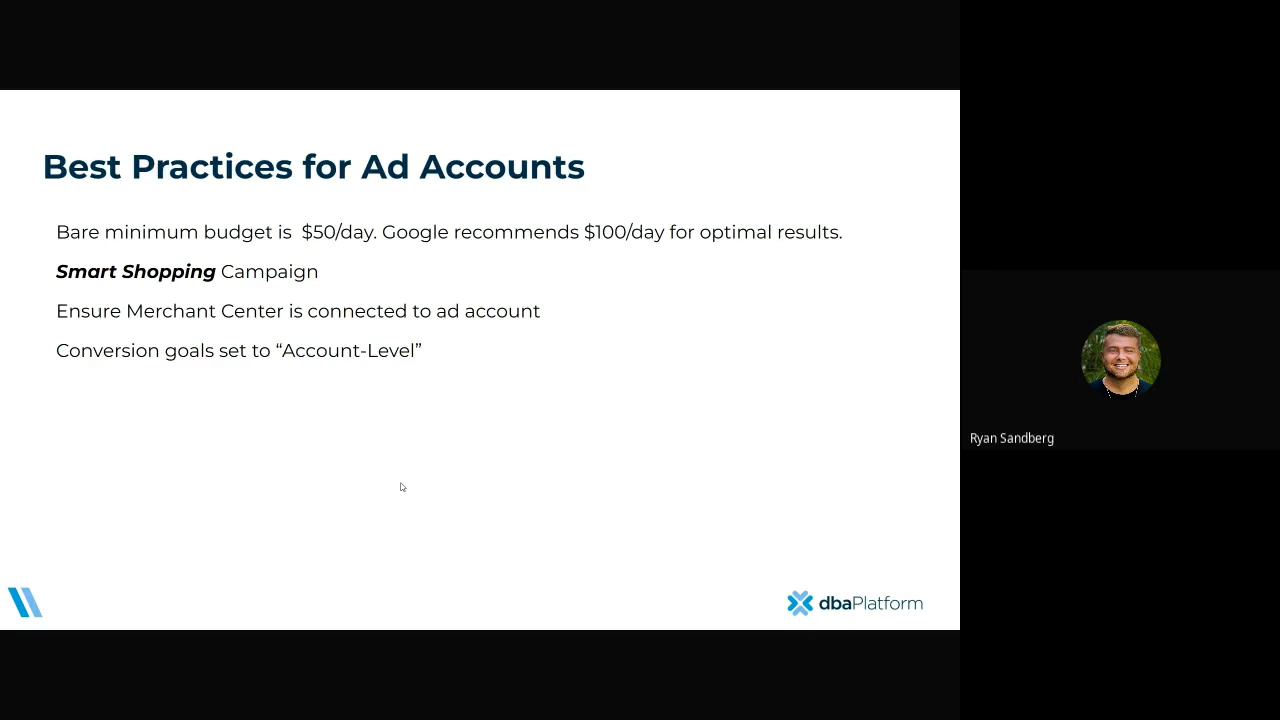 Best Practices for Ad Accounts
Bare minimum budget is  $50/day. Google recommends $100/day for optimal results.
Smart Shopping Campaign
Ensure Merchant Center is connected to ad account
Conversion goals set to “Account-Level”
Ryan Sandberg
dbaPlatform